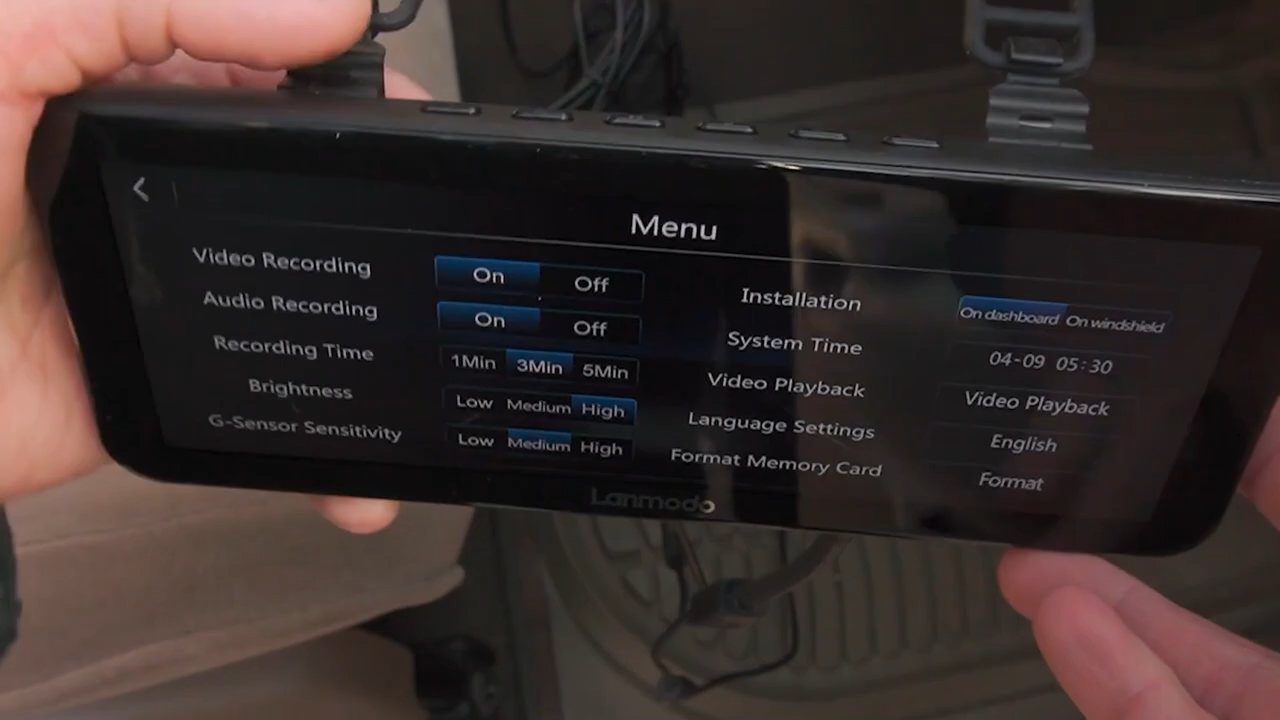 Menu
Video Recording On Off
Audio Recording On Off
Recording Time 1Min 3Min 5Min
Brightness Low Medium High
G-Sensor Sensitivity Low Medium High
Installation On dashboard On windshield
System Time 04-09 05:30
Video Playback Video Playback
Language Settings English
Format Memory Card Format
Lanmodo